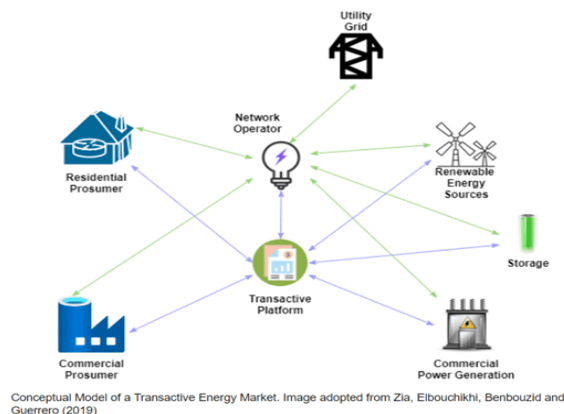 Utility
Grid
Network
Operator
Residential
Prosumer
Renewable
Energy
Sources
Storage
Transactive
Platform
Commercial
Prosumer
Commercial
Power Generation
Conceptual Model of a Transactive Energy Market. Image adopted from Zia, Elbouchikhi, Benbouzid and
Guerrero (2019)